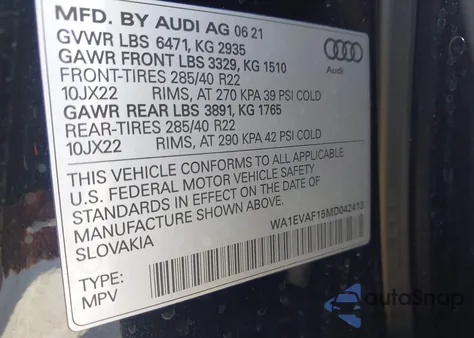 MFD. BY AUDI AG 06 21
GVWR LBS 6471, KG 2935
GAWR FRONT LBS 3329, KG 1510
FRONT-TIRES 285/40 R22
10JX22 RIMS, AT 270 KPA 39 PSI COLD
GAWR REAR LBS 3891, KG 1765
REAR-TIRES 285/40 R22
10JX22 RIMS, AT 290 KPA 42 PSI COLD
Audi
THIS VEHICLE CONFORMS TO ALL APPLICABLE
U.S. FEDERAL MOTOR VEHICLE SAFETY
STANDARDS IN EFFECT ON THE DATE OF
MANUFACTURE SHOWN ABOVE.
SLOVAKIA
WA1EVAF15MD042413
TYPE:
MPV
autoSnap